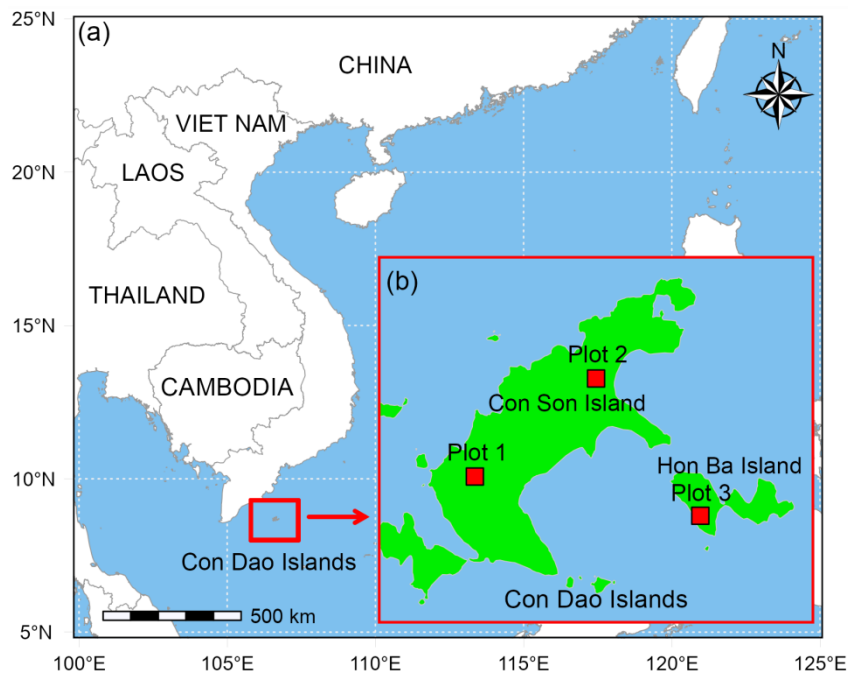 25°N
(a)
CHINA
N
VIET NAM
20°N
LAOS
(b)
THAILAND
15°N
Plot 2
CAMBODIA
Con Son Island
Plot 1
Hon Ba Island
10°N
Plot 3
Con Dao Islands
Con Dao Islands
500 km
5°N
100°E 105°E 110°E 115°E 120°E 125°E